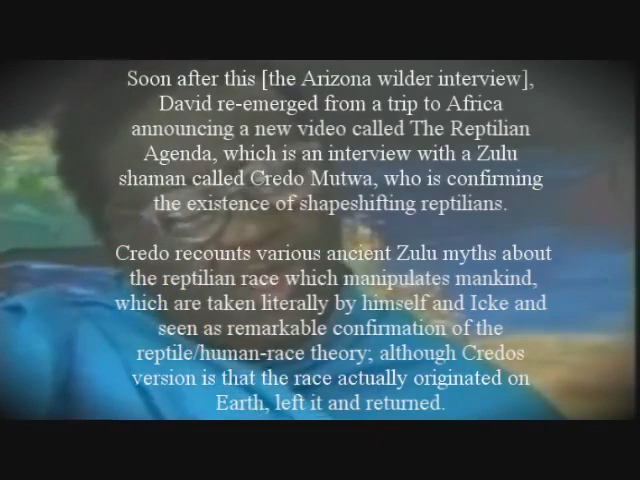 Soon after this [the Arizona wilder interview],
David re-emerged from a trip to Africa
announcing a new video called The Reptilian
Agenda, which is an interview with a Zulu
shaman called Credo Mutwa, who is confirming
the existence of shapeshifting reptilians.
Credo recounts various ancient Zulu myths about
the reptilian race which manipulates mankind,
which are taken literally by himself and Icke and
seen as remarkable confirmation of the
reptile/human-race theory; although Credos
version is that the race actually originated on
Earth, left it and returned.